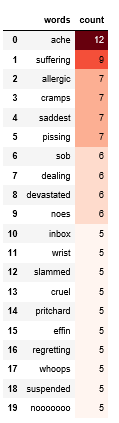 words count
0 ache 12
1 suffering 9
2 allergic 7
3 cramps 7
4 saddest 7
5 pissing 7
6 sob 6
7 dealing 6
8 devastated 6
9 noes 6
10 inbox 5
11 wrist 5
12 slammed 5
13 cruel 5
14 pritchard 5
15 effin 5
16 regretting 5
17 whoops 5
18 suspended 5
19 nooooooo 5